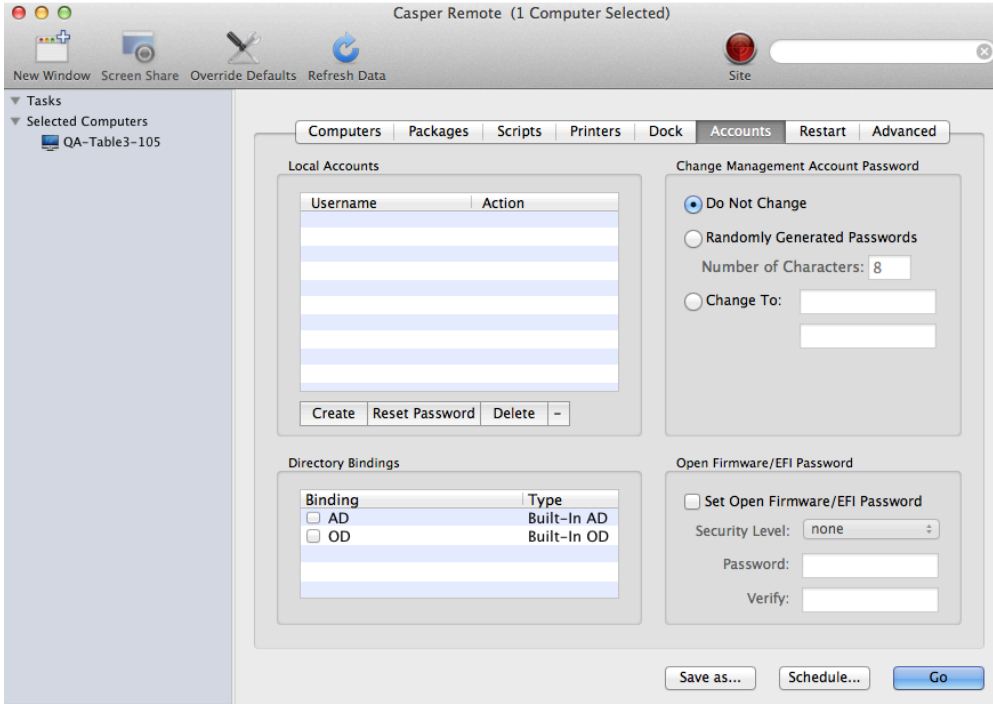 Casper Remote (1 Computer Selected)
New Window Screen Share Override Defaults Refresh Data Site
Tasks
Selected Computers
QA-Table3-105
Computers Packages Scripts Printers Dock Accounts Restart Advanced
Local Accounts
Username Action
Create Reset Password Delete -
Change Management Account Password
Do Not Change
Randomly Generated Passwords
Number of Characters: 8
Change To:
Directory Bindings
Binding Type
AD Built-In AD
OD Built-In OD
Open Firmware/EFI Password
Set Open Firmware/EFI Password
Security Level: none
Password:
Verify:
Save as... Schedule... Go